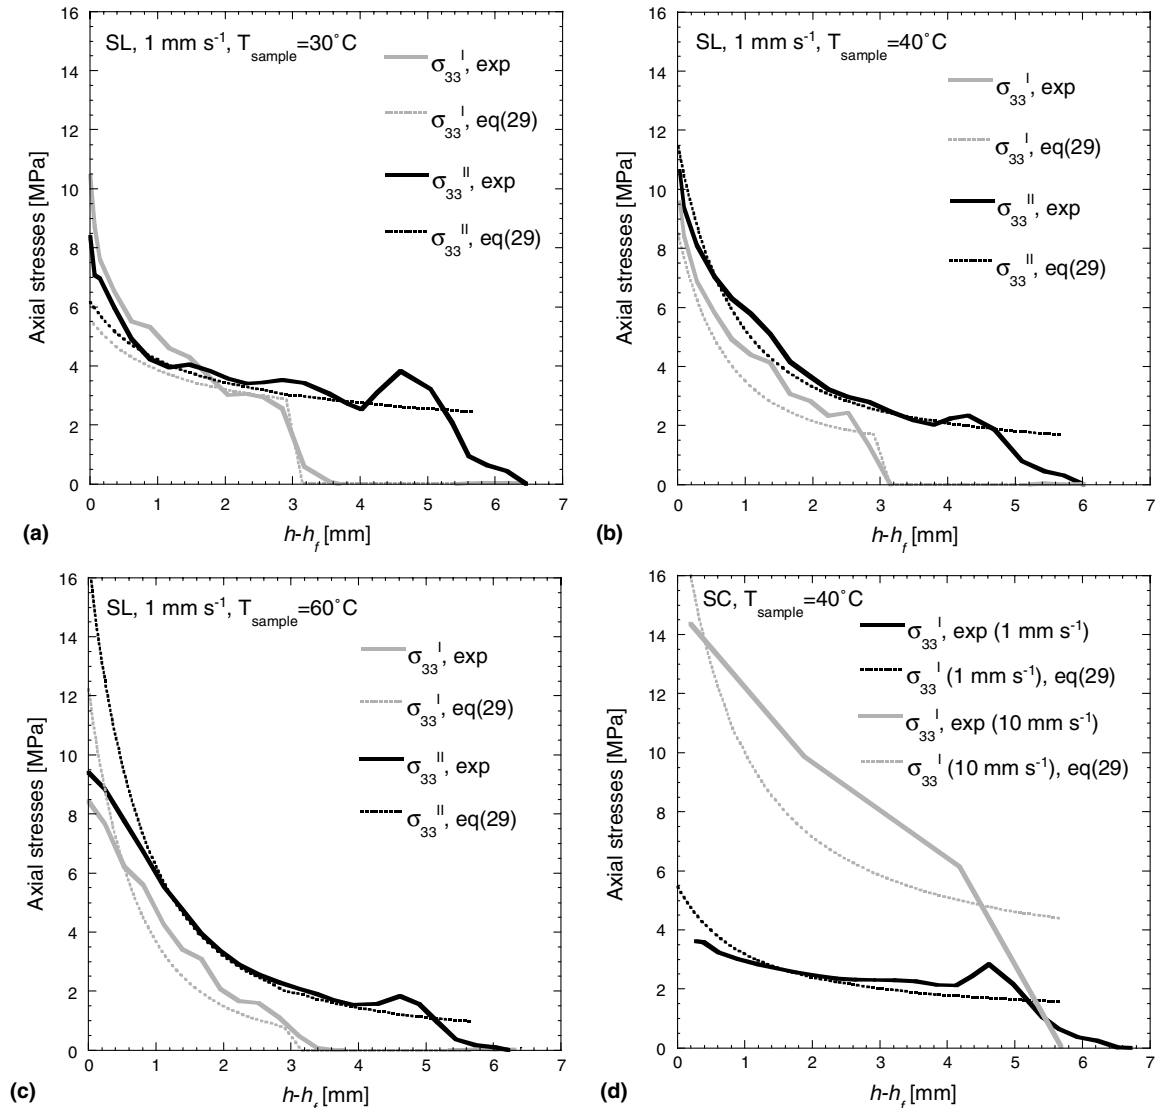 SL, 1 mm s⁻¹, T_sample=30˚C
σ₃₃ᴵ, exp
σ₃₃ᴵ, eq(29)
σ₃₃ᴵᴵ, exp
σ₃₃ᴵᴵ, eq(29)
Axial stresses [MPa]
16
14
12
10
8
6
4
2
0
0 1 2 3 4 5 6 7
h-h_f [mm]
(a)
SL, 1 mm s⁻¹, T_sample=40˚C
σ₃₃ᴵ, exp
σ₃₃ᴵ, eq(29)
σ₃₃ᴵᴵ, exp
σ₃₃ᴵᴵ, eq(29)
Axial stresses [MPa]
16
14
12
10
8
6
4
2
0
0 1 2 3 4 5 6 7
h-h_f [mm]
(b)
SL, 1 mm s⁻¹, T_sample=60˚C
σ₃₃ᴵ, exp
σ₃₃ᴵ, eq(29)
σ₃₃ᴵᴵ, exp
σ₃₃ᴵᴵ, eq(29)
Axial stresses [MPa]
16
14
12
10
8
6
4
2
0
0 1 2 3 4 5 6 7
h-h_f [mm]
(c)
SC, T_sample=40˚C
σ₃₃ᴵ, exp (1 mm s⁻¹)
σ₃₃ᴵ (1 mm s⁻¹), eq(29)
σ₃₃ᴵ, exp (10 mm s⁻¹)
σ₃₃ᴵ (10 mm s⁻¹), eq(29)
Axial stresses [MPa]
16
14
12
10
8
6
4
2
0
0 1 2 3 4 5 6 7
h-h_f [mm]
(d)